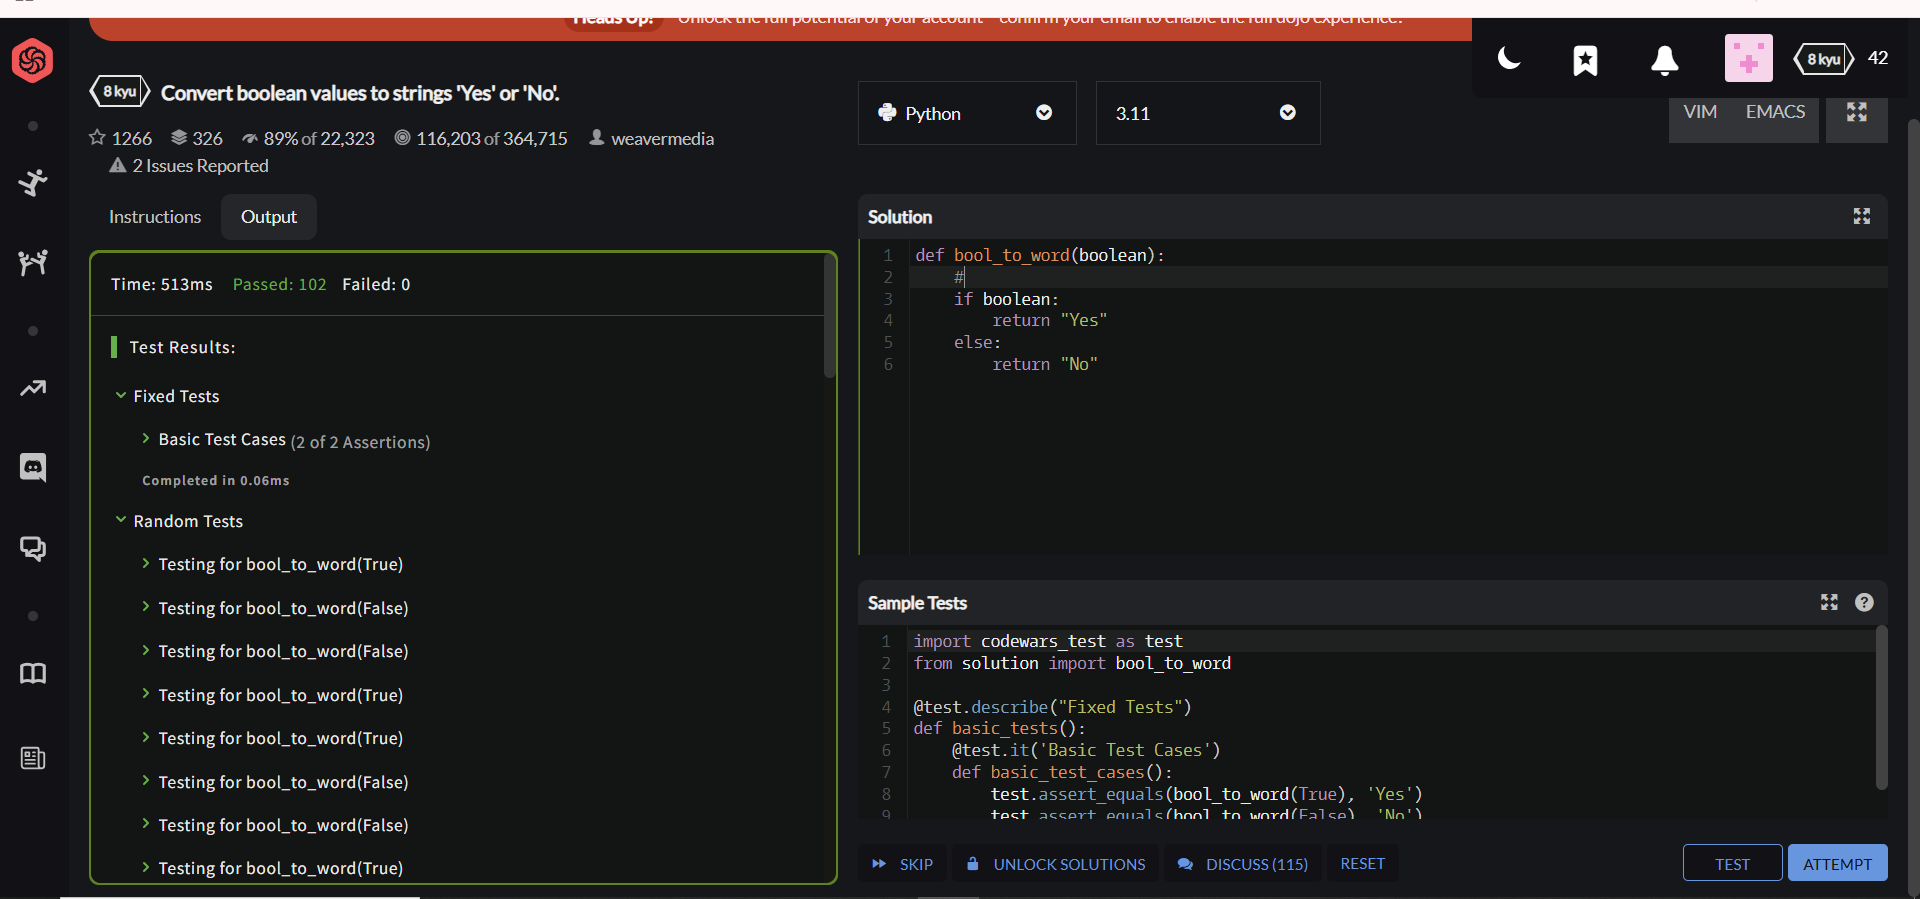 Heads Up! Unlock the full potential of your account - confirm your email to enable the full dojo experience.
8 kyu 42
8 kyu Convert boolean values to strings 'Yes' or 'No'.
1266 326 89% of 22,323 116,203 of 364,715 weavermedia
2 Issues Reported
Python 3.11 VIM EMACS
Instructions Output
Time: 513ms Passed: 102 Failed: 0
Test Results:
Fixed Tests
Basic Test Cases (2 of 2 Assertions)
Completed in 0.06ms
Random Tests
Testing for bool_to_word(True)
Testing for bool_to_word(False)
Testing for bool_to_word(False)
Testing for bool_to_word(True)
Testing for bool_to_word(True)
Testing for bool_to_word(False)
Testing for bool_to_word(False)
Testing for bool_to_word(True)
Solution
1 def bool_to_word(boolean):
2     #
3     if boolean:
4         return "Yes"
5     else:
6         return "No"
Sample Tests
1 import codewars_test as test
2 from solution import bool_to_word
3
4 @test.describe("Fixed Tests")
5 def basic_tests():
6     @test.it('Basic Test Cases')
7     def basic_test_cases():
8         test.assert_equals(bool_to_word(True), 'Yes')
9         test.assert_equals(bool_to_word(False), 'No')
SKIP UNLOCK SOLUTIONS DISCUSS (115) RESET TEST ATTEMPT